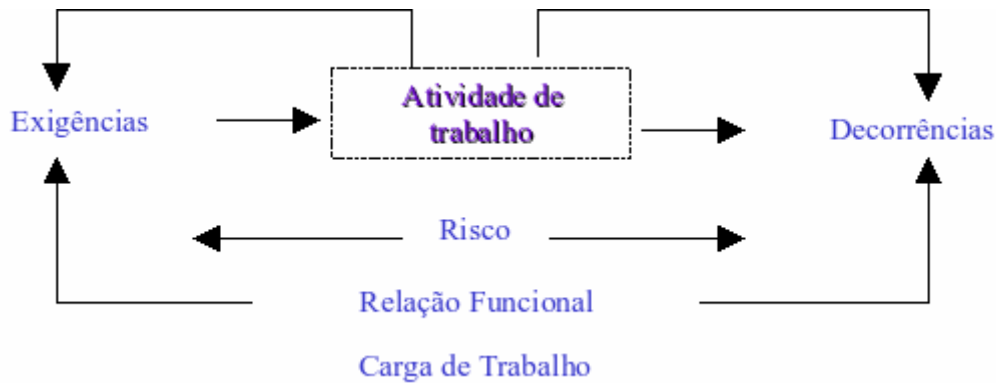 Atividade de
trabalho
Exigências
Decorrências
Risco
Relação Funcional
Carga de Trabalho